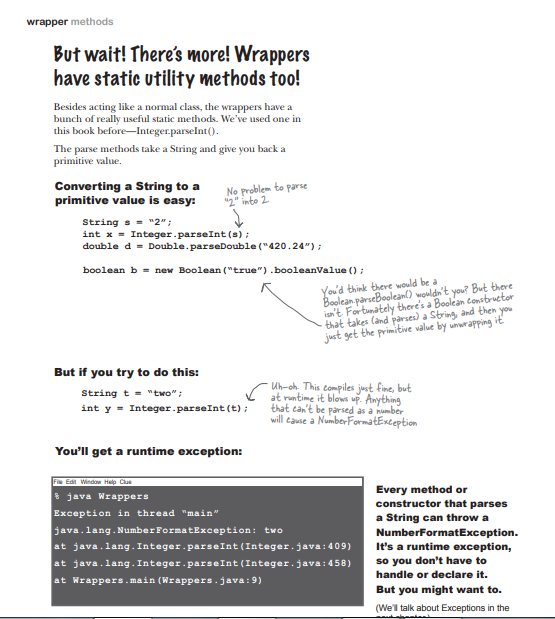 wrapper methods
But wait! There's more! Wrappers
have static utility methods too!
Besides acting like a normal class, the wrappers have a
bunch of really useful static methods. We've used one in
this book before—Integer.parseInt().
The parse methods take a String and give you back a
primitive value.
Converting a String to a
primitive value is easy:
No problem to parse
"2" into 2
String s = "2";
int x = Integer.parseInt(s);
double d = Double.parseDouble("420.24");
boolean b = new Boolean("true").booleanValue();
You'd think there would be a
Boolean.parseBoolean() wouldn't you? But there
isn't. Fortunately there's a Boolean constructor
that takes (and parses) a String, and then you
just get the primitive value by unwrapping it.
But if you try to do this:
String t = "two";
int y = Integer.parseInt(t);
Uh-oh. This compiles just fine, but
at runtime it blows up. Anything
that can't be parsed as a number
will cause a NumberFormatException
You'll get a runtime exception:
File Edit Window Help Clue
% java Wrappers
Exception in thread "main"
java.lang.NumberFormatException: two
at java.lang.Integer.parseInt(Integer.java:409)
at java.lang.Integer.parseInt(Integer.java:458)
at Wrappers.main(Wrappers.java:9)
Every method or
constructor that parses
a String can throw a
NumberFormatException.
It's a runtime exception,
so you don't have to
handle or declare it.
But you might want to.
(We'll talk about Exceptions in the